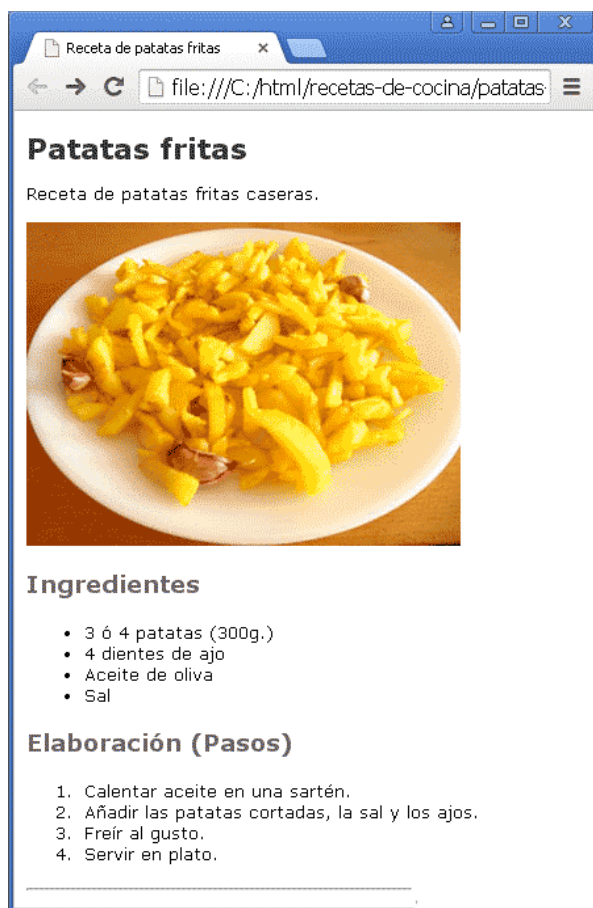 Receta de patatas fritas
file:///C:/html/recetas-de-cocina/patatas-
Patatas fritas
Receta de patatas fritas caseras.
Ingredientes
• 3 ó 4 patatas (300g.)
• 4 dientes de ajo
• Aceite de oliva
• Sal
Elaboración (Pasos)
1. Calentar aceite en una sartén.
2. Añadir las patatas cortadas, la sal y los ajos.
3. Freír al gusto.
4. Servir en plato.